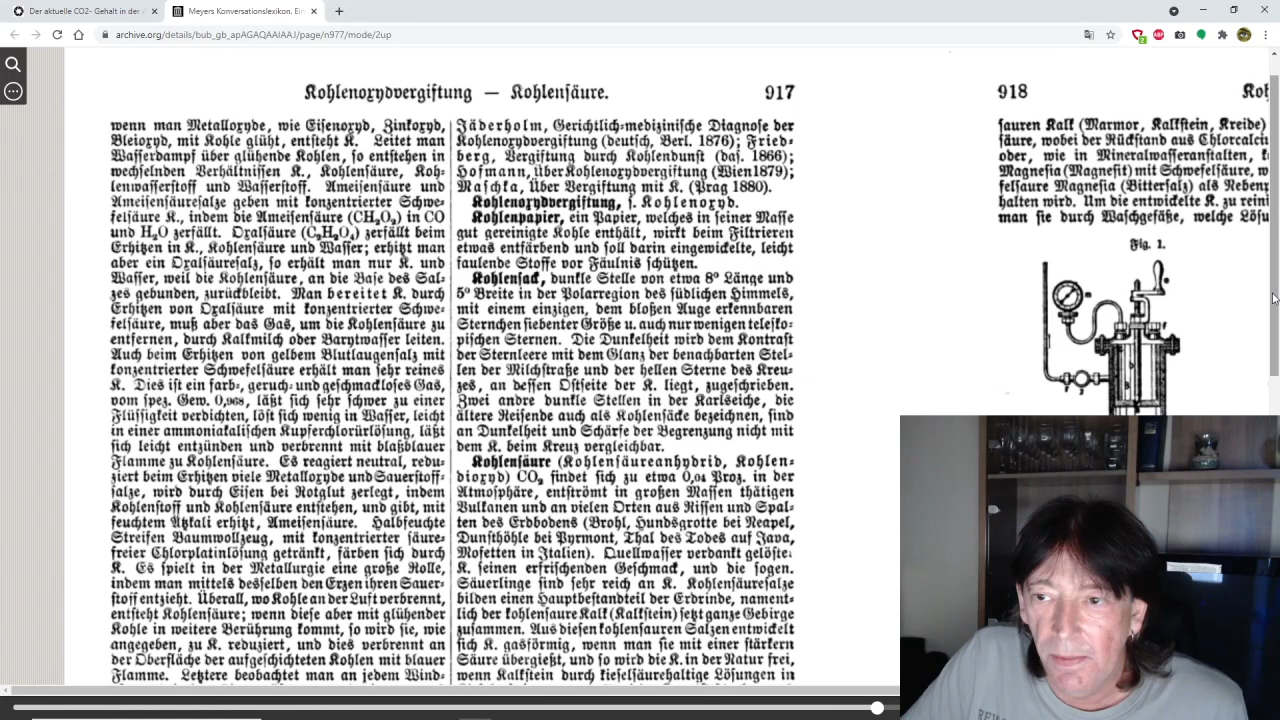 Der aktuelle CO2- Gehalt in der
Meyers Konversationslexikon. Ein
archive.org/details/bub_gb_apAGAQAAIAAJ/page/n977/mode/2up
Kohlenoxydvergiftung — Kohlensäure.
917
wenn man Metalloxyde, wie Eisenoxyd, Zinkoxyd,
Bleioxyd, mit Kohle glüht, entsteht K. Leitet man
Wasserdampf über glühende Kohlen, so entstehen in
wechselnden Verhältnissen K., Kohlensäure, Koh-
lenwasserstoff und Wasserstoff. Ameisensäure und
Ameisensäuresalze geben mit konzentrierter Schwe-
felsäure K., indem die Ameisensäure (CH₂O₂) in CO
und H₂O zerfällt. Oxalsäure (C₂H₂O₄) zerfällt beim
Erhitzen in K., Kohlensäure und Wasser; erhitzt man
aber ein Oxalsäuresalz, so erhält man nur K. und
Wasser, weil die Kohlensäure, an die Base des Sal-
zes gebunden, zurückbleibt. Man bereitet K. durch
Erhitzen von Oxalsäure mit konzentrierter Schwe-
felsäure, muß aber das Gas, um die Kohlensäure zu
entfernen, durch Kalkmilch oder Barytwasser leiten.
Auch beim Erhitzen von gelbem Blutlaugensalz mit
konzentrierter Schwefelsäure erhält man sehr reines
K. Dies ist ein farb-, geruch- und geschmackloses Gas,
vom spez. Gew. 0,968, läßt sich sehr schwer zu einer
Flüssigkeit verdichten, löst sich wenig in Wasser, leicht
in einer ammoniakalischen Kupferchlorürlösung, läßt
sich leicht entzünden und verbrennt mit blaßblauer
Flamme zu Kohlensäure. Es reagiert neutral, redu-
ziert beim Erhitzen viele Metalloxyde und Sauerstoff-
salze, wird durch Eisen bei Rotglut zerlegt, indem
Kohlenstoff und Kohlensäure entstehen, und gibt, mit
feuchtem Ätzkali erhitzt, Ameisensäure. Halbfeuchte
Streifen Baumwollzeug, mit konzentrierter säure-
freier Chlorplatinlösung getränkt, färben sich durch
K. Es spielt in der Metallurgie eine große Rolle,
indem man mittels desselben den Erzen ihren Sauer-
stoff entzieht. Überall, wo Kohle an der Luft verbrennt,
entsteht Kohlensäure; wenn diese aber mit glühender
Kohle in weitere Berührung kommt, so wird sie, wie
angegeben, zu K. reduziert, und dies verbrennt an
der Oberfläche der aufgeschichteten Kohlen mit blauer
Flamme. Letztere beobachtet man an jedem Wind-
Jäderholm, Gerichtlich-medizinische Diagnose der
Kohlenoxydvergiftung (deutsch, Berl. 1876); Fried-
berg, Vergiftung durch Kohlendunst (das. 1866);
Hofmann, Über Kohlenoxydvergiftung (Wien 1879);
Maschka, Über Vergiftung mit K. (Prag 1880).
Kohlenoxydvergiftung, s. Kohlenoxyd.
Kohlenpapier, ein Papier, welches in seiner Masse
gut gereinigte Kohle enthält, wirkt beim Filtrieren
etwas entfärbend und soll darin eingewickelte, leicht
faulende Stoffe vor Fäulnis schützen.
Kohlensack, dunkle Stelle von etwa 8° Länge und
5° Breite in der Polarregion des südlichen Himmels,
mit einem einzigen, dem bloßen Auge erkennbaren
Sternchen siebenter Größe u. auch nur wenigen telesko-
pischen Sternen. Die Dunkelheit wird dem Kontrast
der Sternleere mit dem Glanz der benachbarten Stel-
len der Milchstraße und der hellen Sterne des Kreu-
zes, an dessen Ostseite der K. liegt, zugeschrieben.
Zwei andre dunkle Stellen in der Karlseiche, die
ältere Reisende auch als Kohlensäcke bezeichnen, sind
an Dunkelheit und Schärfe der Begrenzung nicht mit
dem K. beim Kreuz vergleichbar.
Kohlensäure (Kohlensäureanhydrid, Kohlen-
dioxyd) CO₂ findet sich zu etwa 0,04 Proz. in der
Atmosphäre, entströmt in großen Massen thätigen
Vulkanen und an vielen Orten aus Rissen und Spal-
ten des Erdbodens (Brohl, Hundsgrotte bei Neapel,
Dunsthöhle bei Pyrmont, Thal des Todes auf Java,
Mofetten in Italien). Quellwasser verdankt gelöster
K. seinen erfrischenden Geschmack, und die sogen.
Säuerlinge sind sehr reich an K. Kohlensäuresalze
bilden einen Hauptbestandteil der Erdrinde, nament-
lich der kohlensaure Kalk (Kalkstein) setzt ganze Gebirge
zusammen. Aus diesen kohlensauren Salzen entwickelt
sich K. gasförmig, wenn man sie mit einer stärkern
Säure übergießt, und so wird die K. in der Natur frei,
wenn Kalkstein durch kieselsäurehaltige Lösungen in
918
Koh
sauren Kalk (Marmor, Kalkstein, Kreide)
säure, wobei der Rückstand aus Chlorcalci
oder, wie in Mineralwasseranstalten, k
Magnesia (Magnesit) mit Schwefelsäure, w
felsaure Magnesia (Bittersalz) als Nebenp
halten wird. Um die entwickelte K. zu reini
man sie durch Waschgefäße, welche Lösu
Fig. 1.